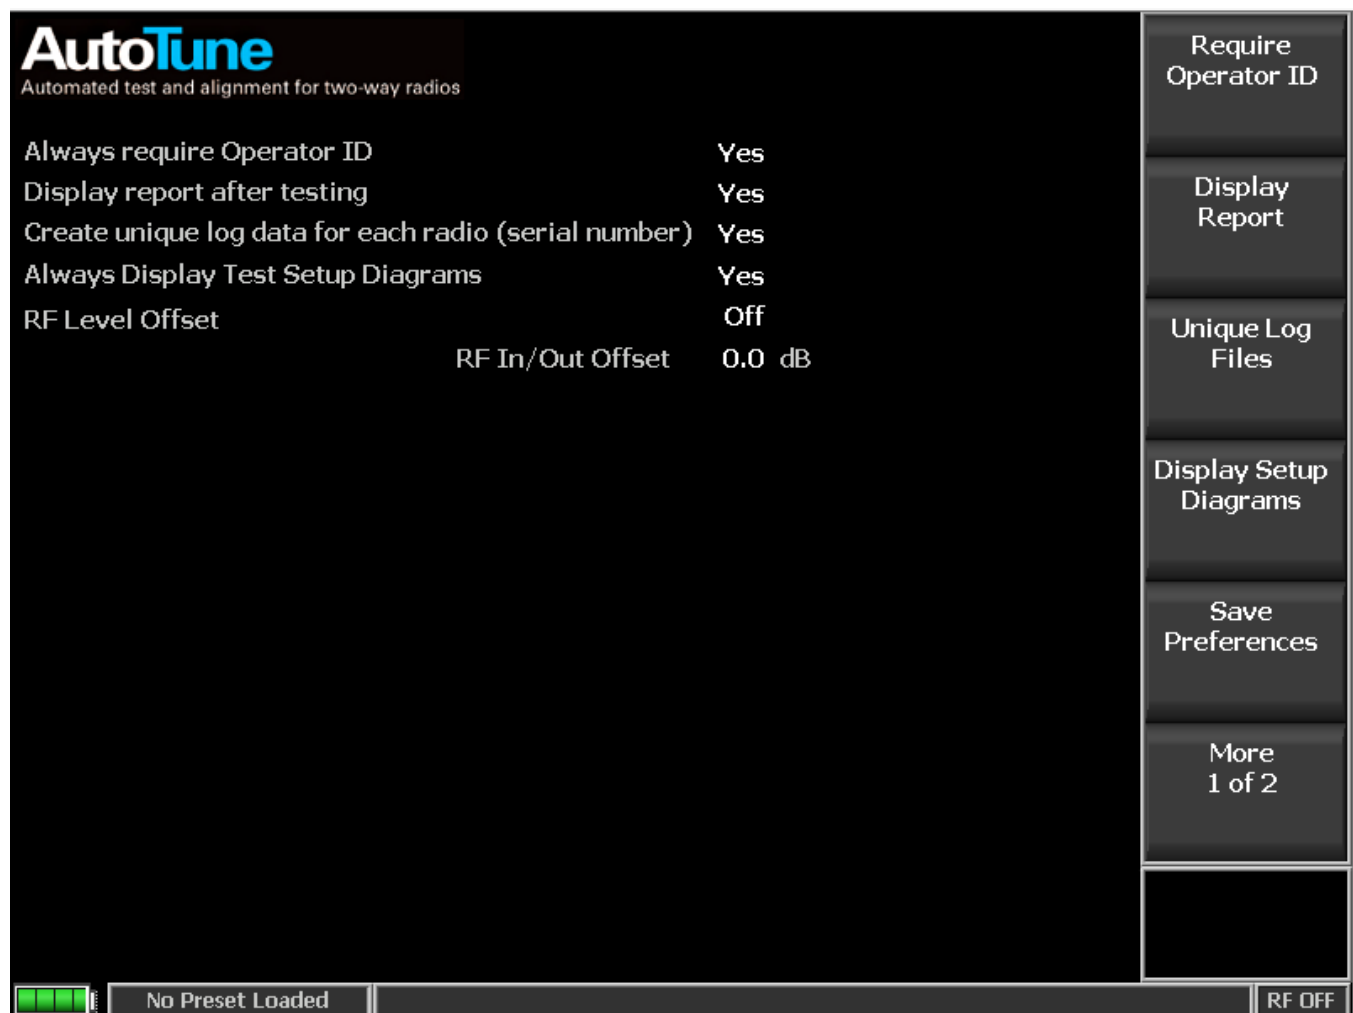 AutoTune
Automated test and alignment for two-way radios
Always require Operator ID Yes
Display report after testing Yes
Create unique log data for each radio (serial number) Yes
Always Display Test Setup Diagrams Yes
RF Level Offset Off
RF In/Out Offset 0.0 dB
Require
Operator ID
Display
Report
Unique Log
Files
Display Setup
Diagrams
Save
Preferences
More
1 of 2
No Preset Loaded
RF OFF